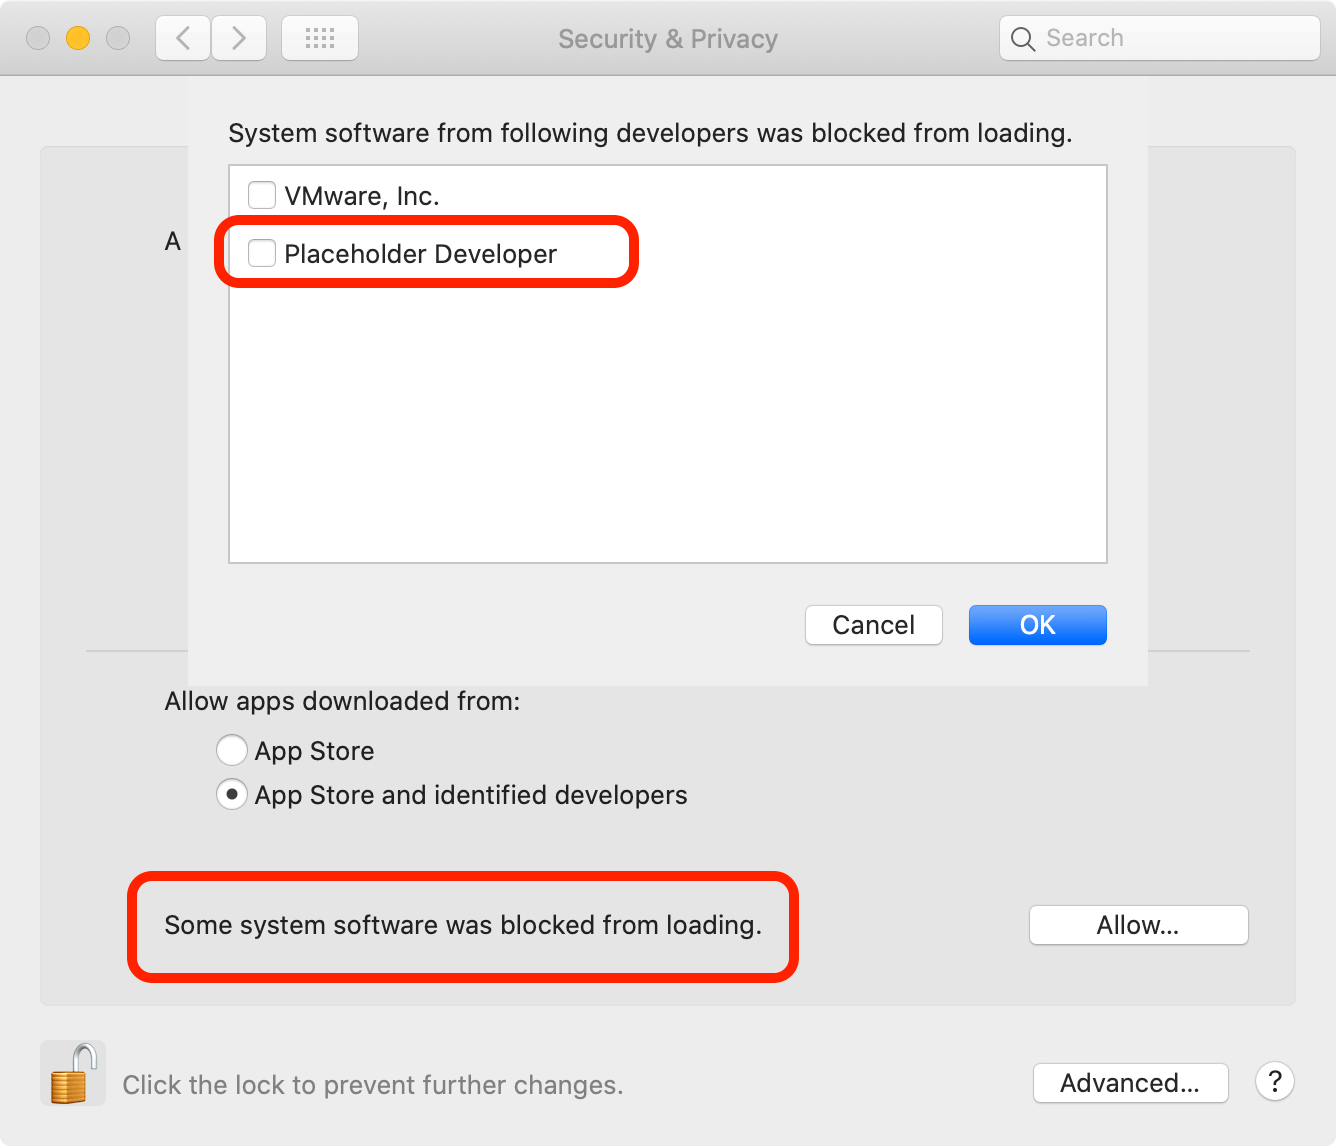 Security & Privacy
Search
System software from following developers was blocked from loading.
VMware, Inc.
Placeholder Developer
A
Cancel
OK
Allow apps downloaded from:
App Store
App Store and identified developers
Some system software was blocked from loading.
Allow...
Click the lock to prevent further changes.
Advanced...
?